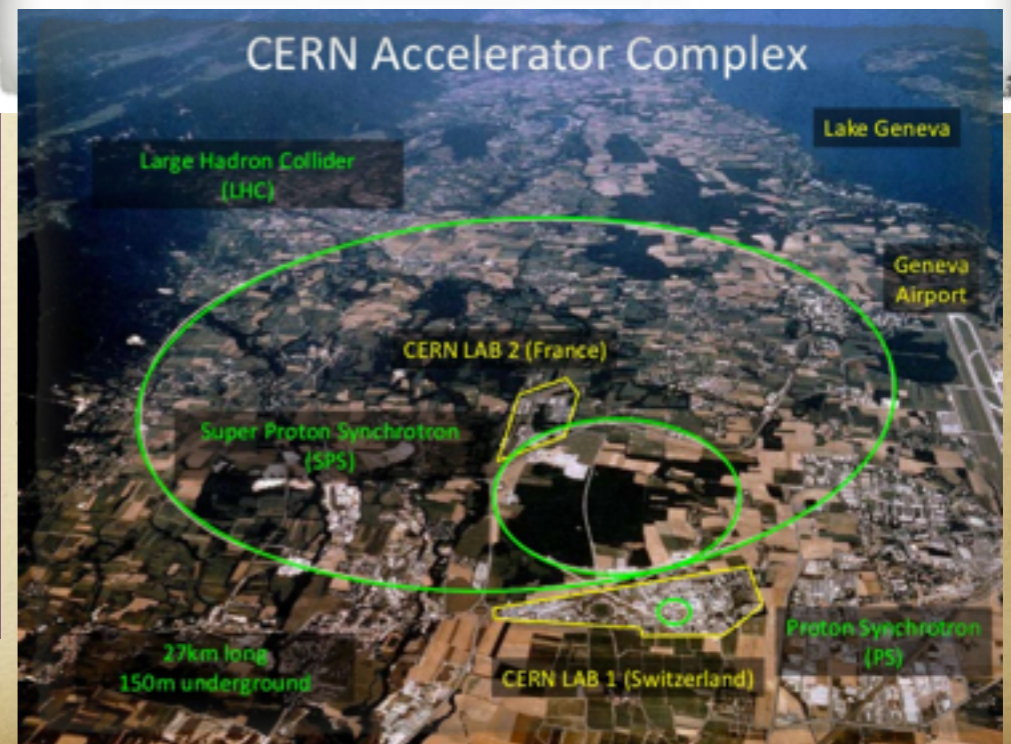 CERN Accelerator Complex
Lake Geneva
Large Hadron Collider
(LHC)
Geneva
Airport
CERN LAB 2 (France)
Super Proton Synchrotron
(SPS)
Proton Synchrotron
(PS)
27km long
150m underground
CERN LAB 1 (Switzerland)